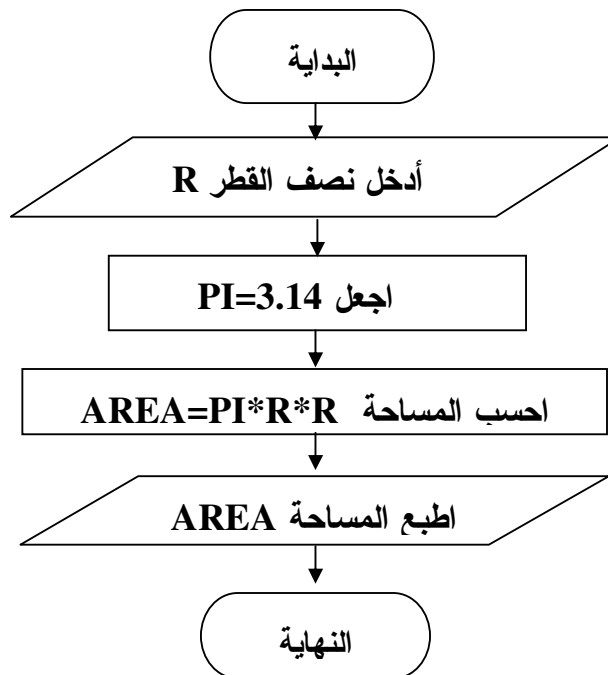 البداية
أدخل نصف القطر R
اجعل PI=3.14
احسب المساحة AREA=PI*R*R
اطبع المساحة AREA
النهاية